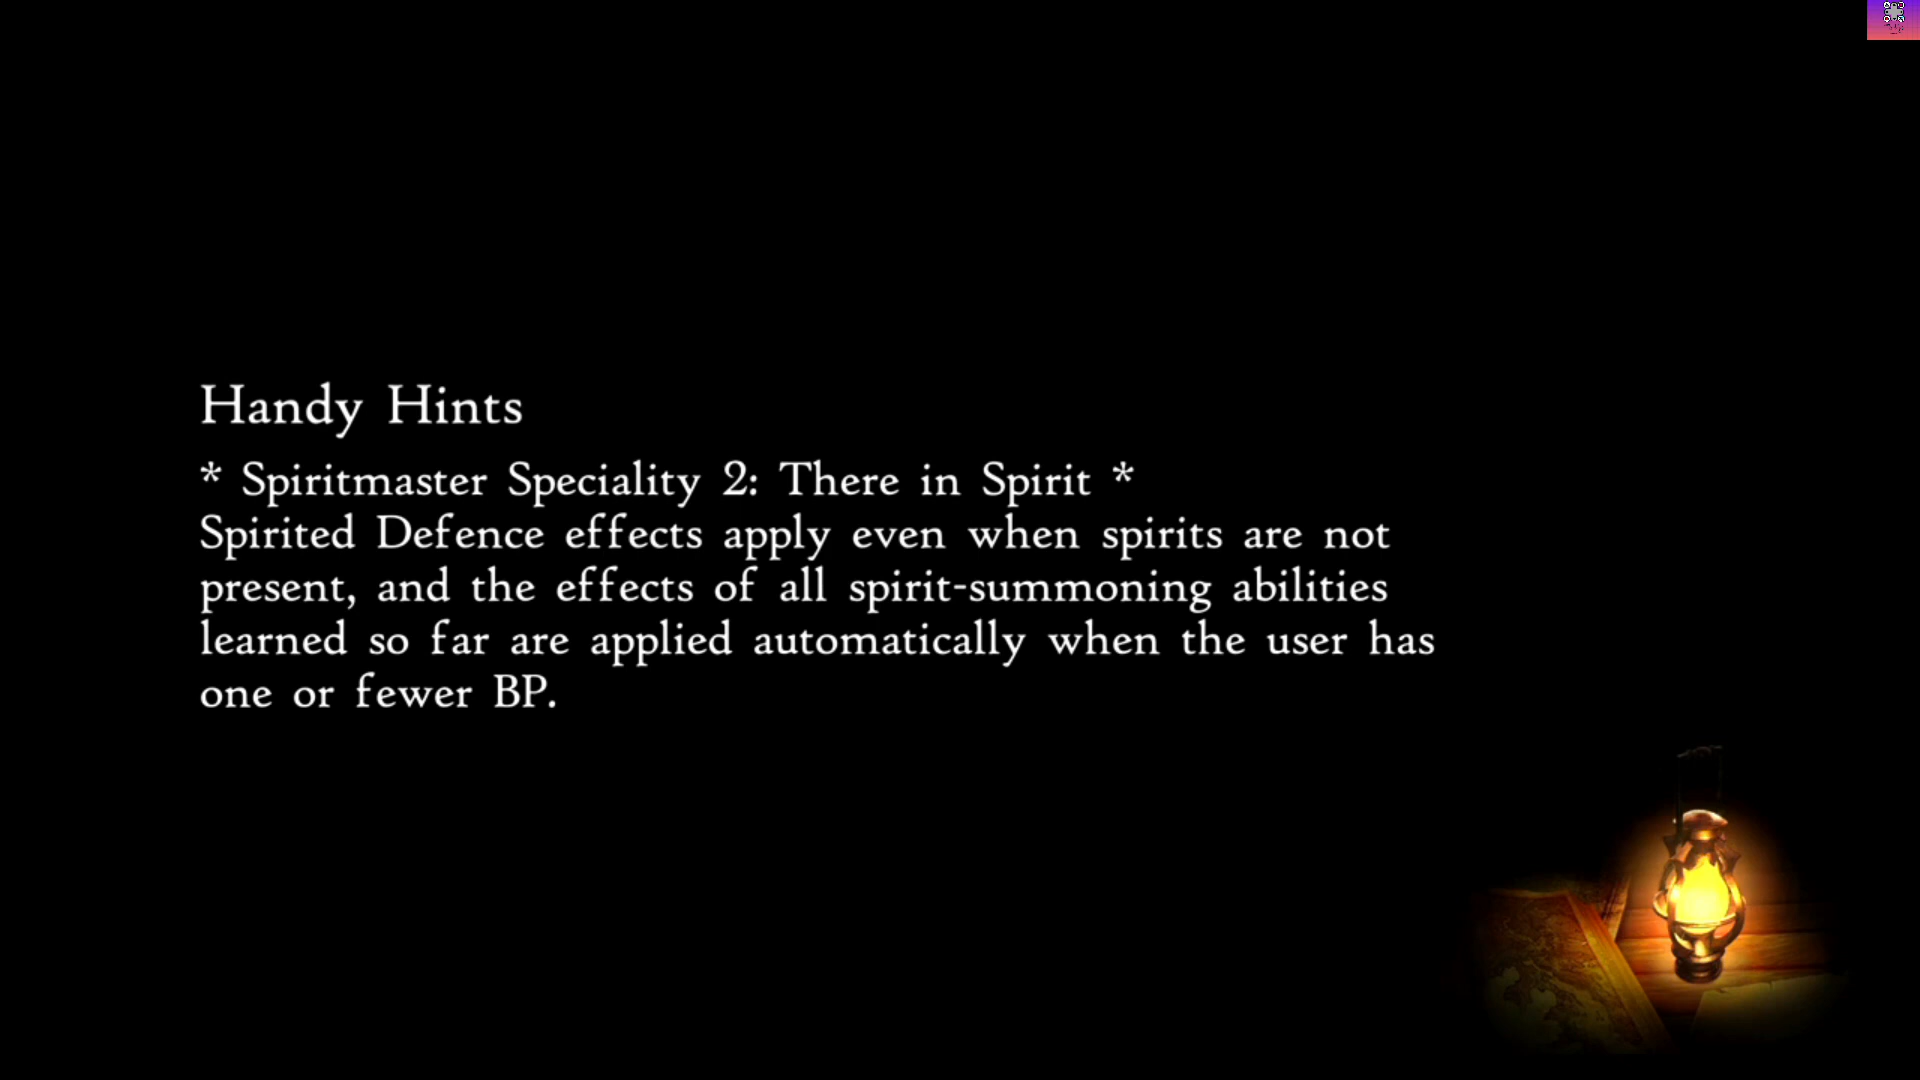 Handy Hints
* Spiritmaster Speciality 2: There in Spirit *
Spirited Defence effects apply even when spirits are not
present, and the effects of all spirit-summoning abilities
learned so far are applied automatically when the user has
one or fewer BP.